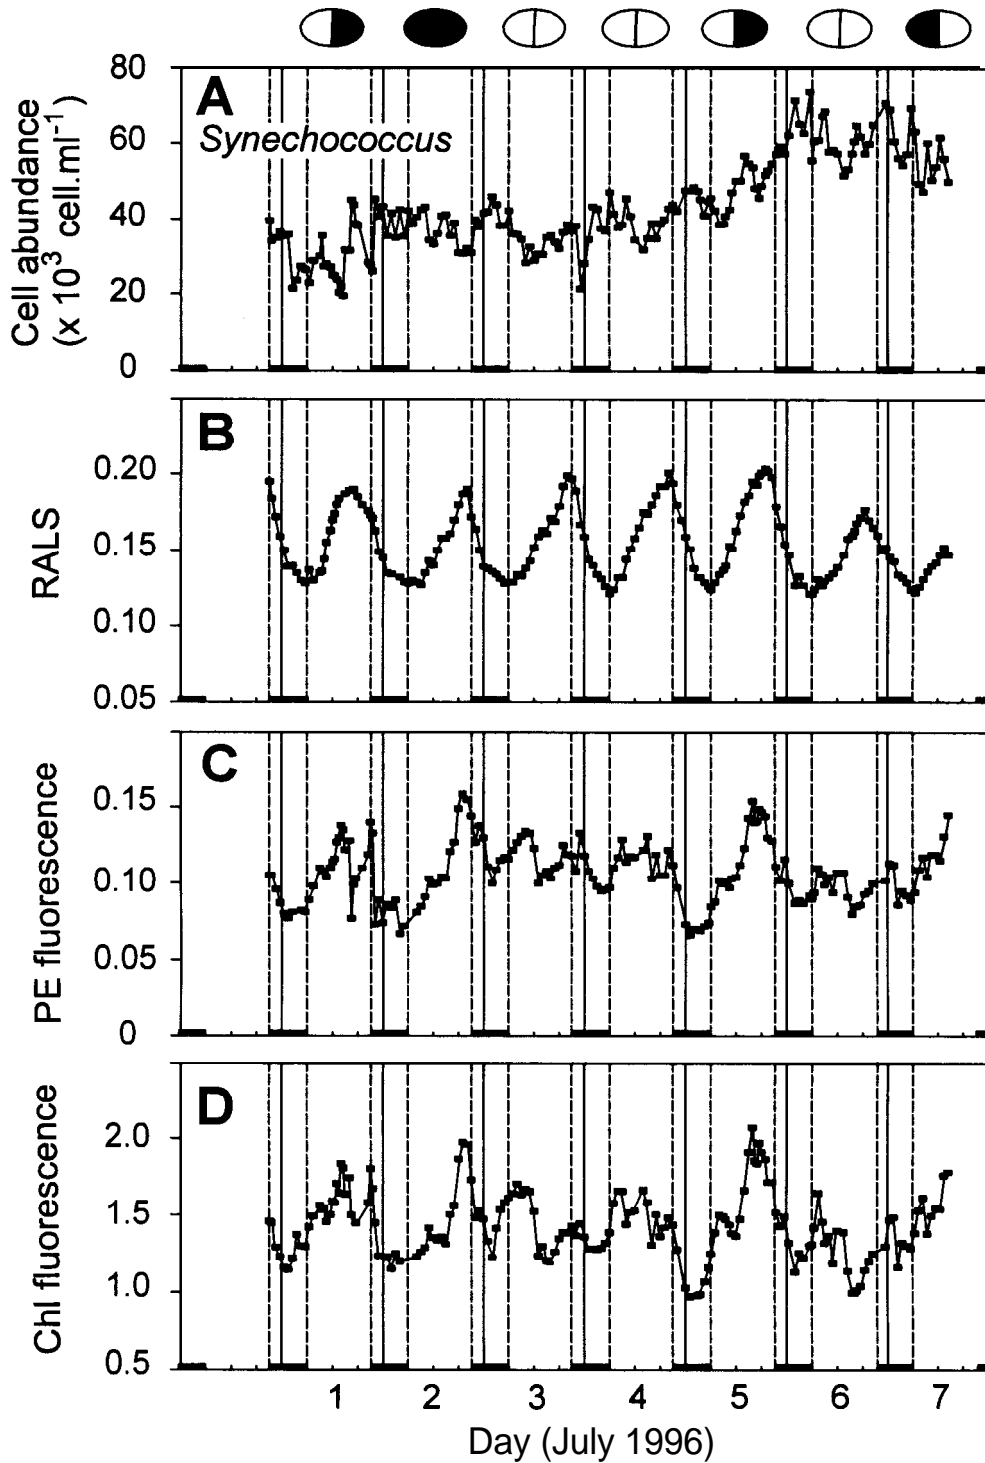 A
Synechococcus
Cell abundance
(x 10³ cell.ml⁻¹)
80
60
40
20
0
B
RALS
0.20
0.15
0.10
0.05
C
PE fluorescence
0.15
0.10
0.05
0
D
Chl fluorescence
2.0
1.5
1.0
0.5
1 2 3 4 5 6 7
Day (July 1996)